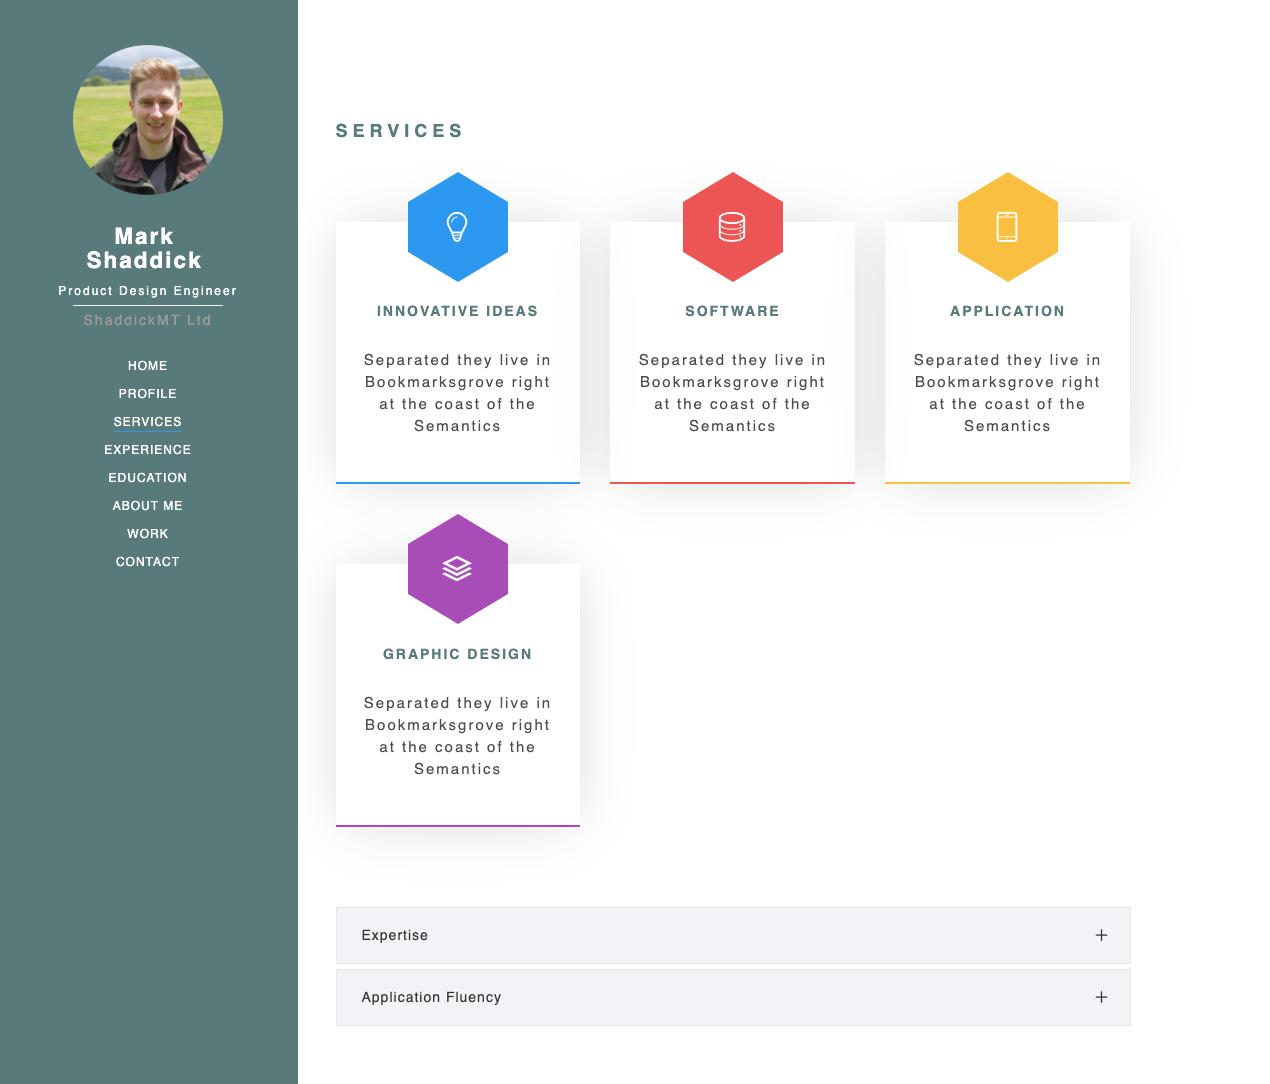 Mark
Shaddick
Product Design Engineer
ShaddickMT Ltd
HOME
PROFILE
SERVICES
EXPERIENCE
EDUCATION
ABOUT ME
WORK
CONTACT
SERVICES
INNOVATIVE IDEAS
Separated they live in
Bookmarksgrove right
at the coast of the
Semantics
SOFTWARE
Separated they live in
Bookmarksgrove right
at the coast of the
Semantics
APPLICATION
Separated they live in
Bookmarksgrove right
at the coast of the
Semantics
GRAPHIC DESIGN
Separated they live in
Bookmarksgrove right
at the coast of the
Semantics
Expertise
Application Fluency